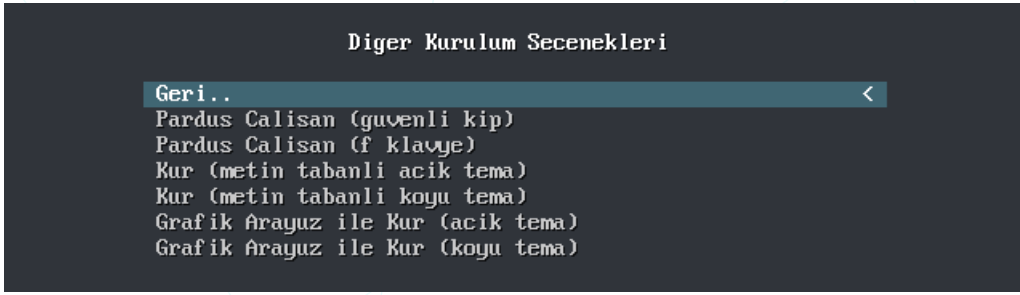 Diger Kurulum Secenekleri
Geri.. <
Pardus Calisan (guvenli kip)
Pardus Calisan (f klavye)
Kur (metin tabanli acik tema)
Kur (metin tabanli koyu tema)
Grafik Arayuz ile Kur (acik tema)
Grafik Arayuz ile Kur (koyu tema)